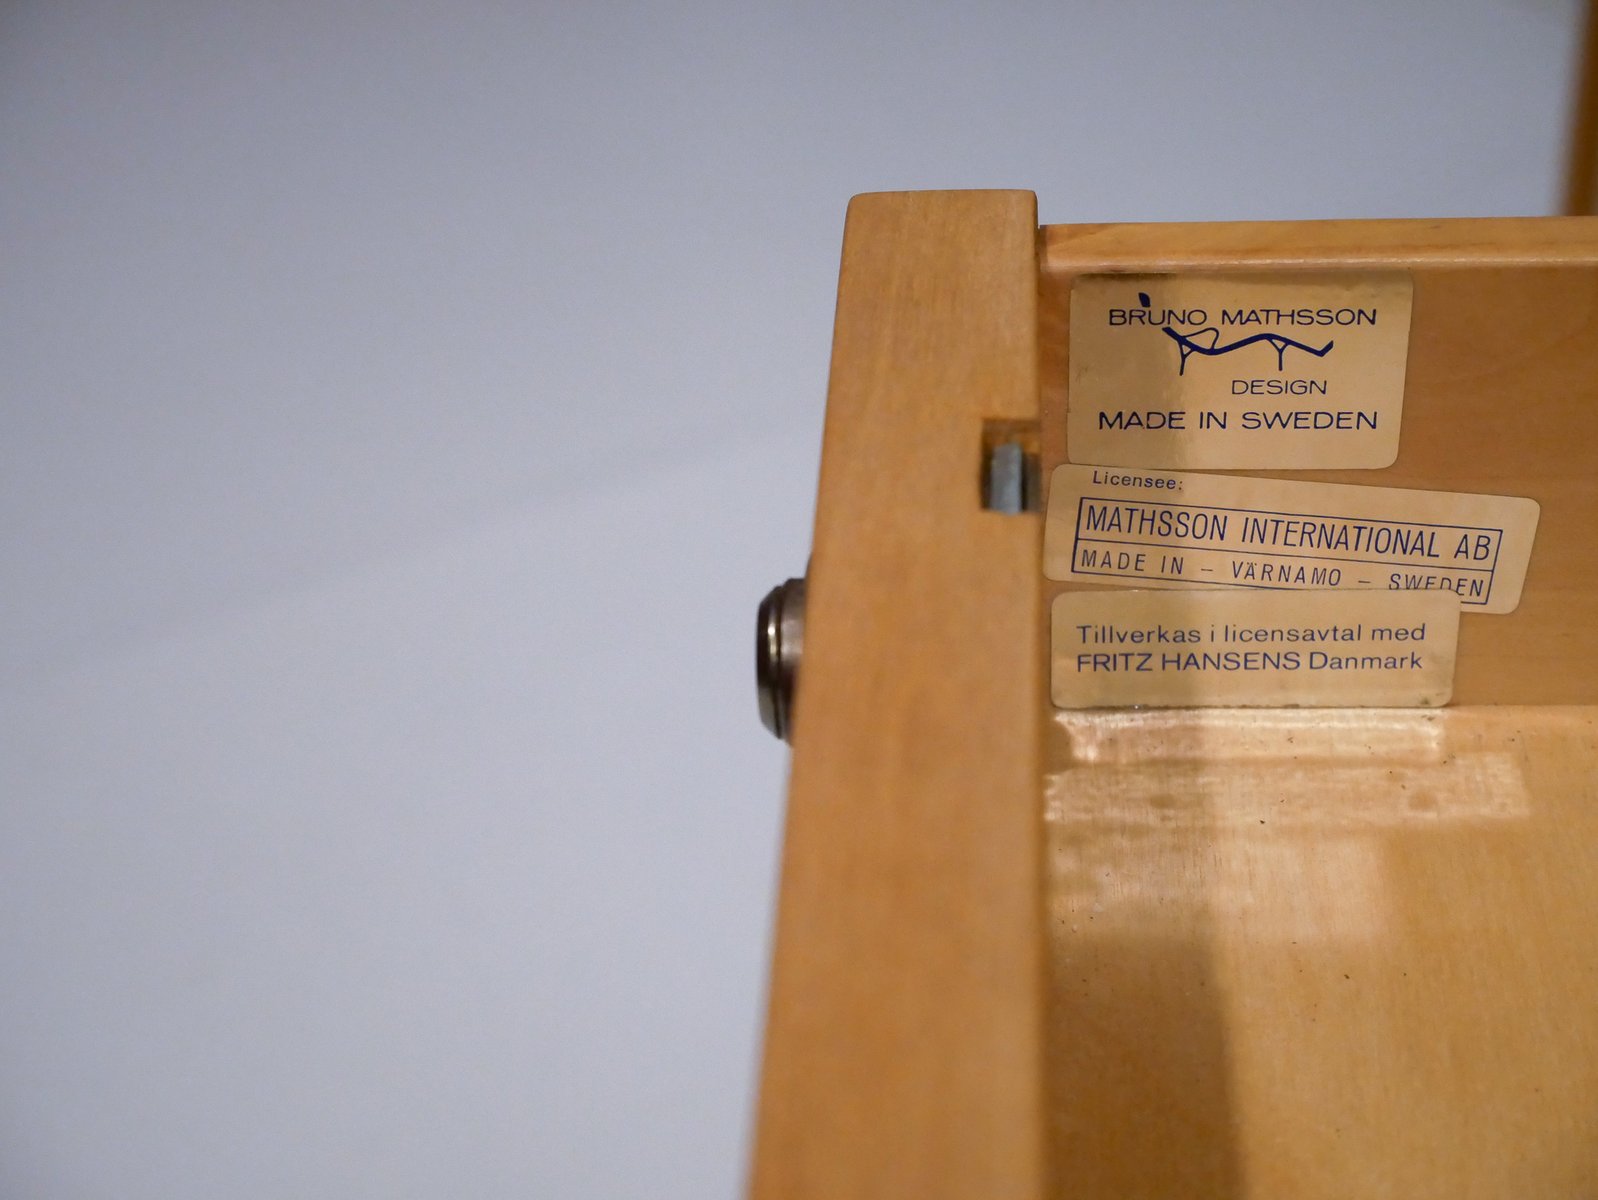 BRUNO MATHSSON
DESIGN
MADE IN SWEDEN
Licensee:
MATHSSON INTERNATIONAL AB
MADE IN – VÄRNAMO – SWEDEN
Tillverkas i licensavtal med
FRITZ HANSENS Danmark